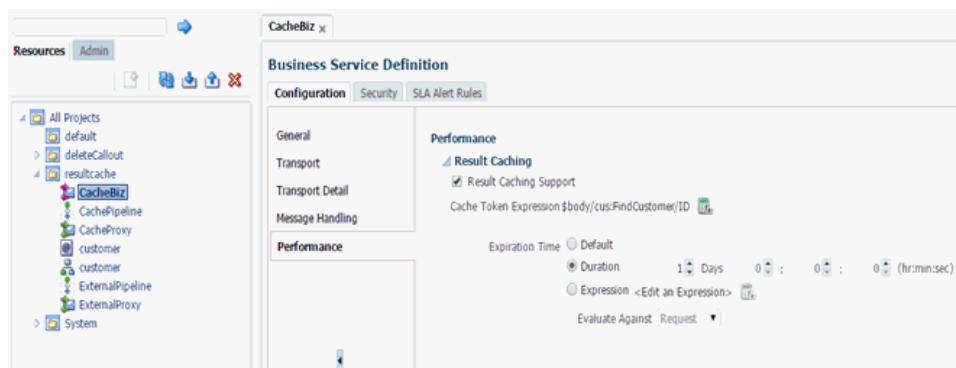 Resources Admin
All Projects
default
deleteCallout
resultcache
CacheBiz
CachePipeline
CacheProxy
customer
customer
ExternalPipeline
ExternalProxy
System
CacheBiz x
Business Service Definition
Configuration Security SLA Alert Rules
General
Transport
Transport Detail
Message Handling
Performance
Performance
Result Caching
Result Caching Support
Cache Token Expression $body/cus:FindCustomer/ID
Expiration Time Default
Duration 1 Days 0 : 0 : 0 (hr:min:sec)
Expression <Edit an Expression>
Evaluate Against Request